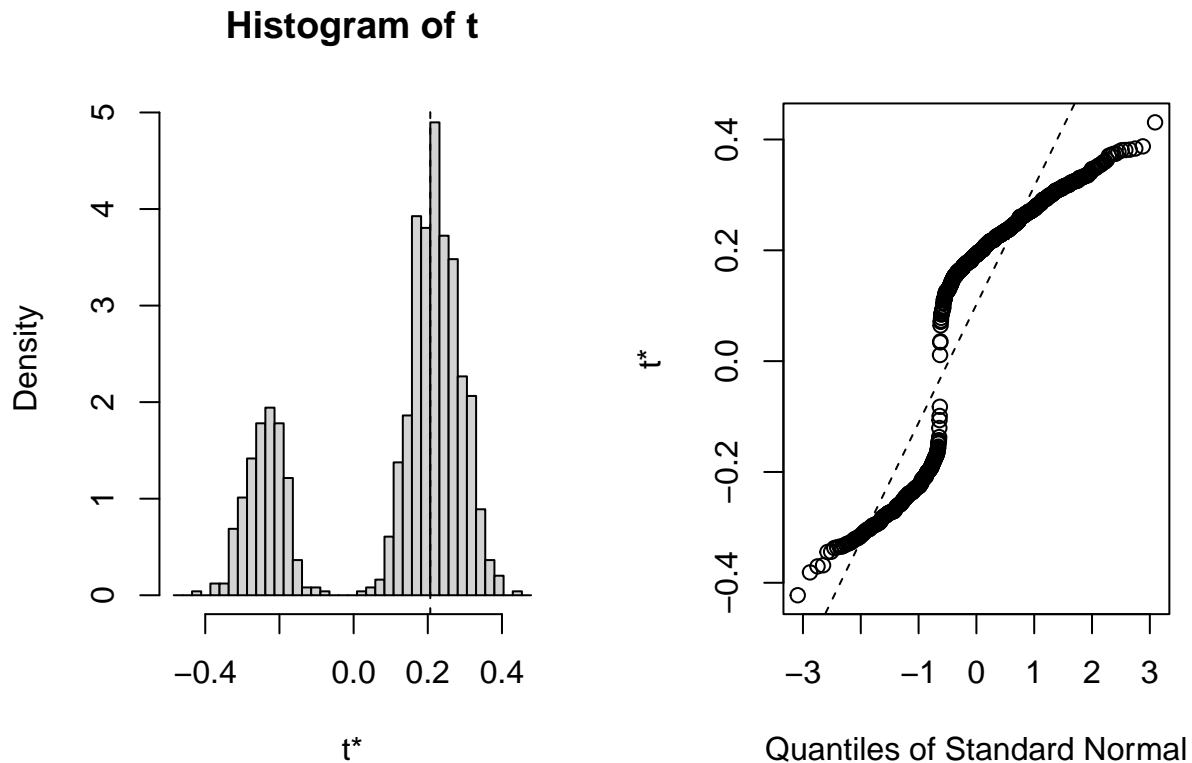 Histogram of t
Density
0 1 2 3 4 5
−0.4 0.0 0.2 0.4
t*
t*
−0.4 −0.2 0.0 0.2 0.4
−3 −1 0 1 2 3
Quantiles of Standard Normal